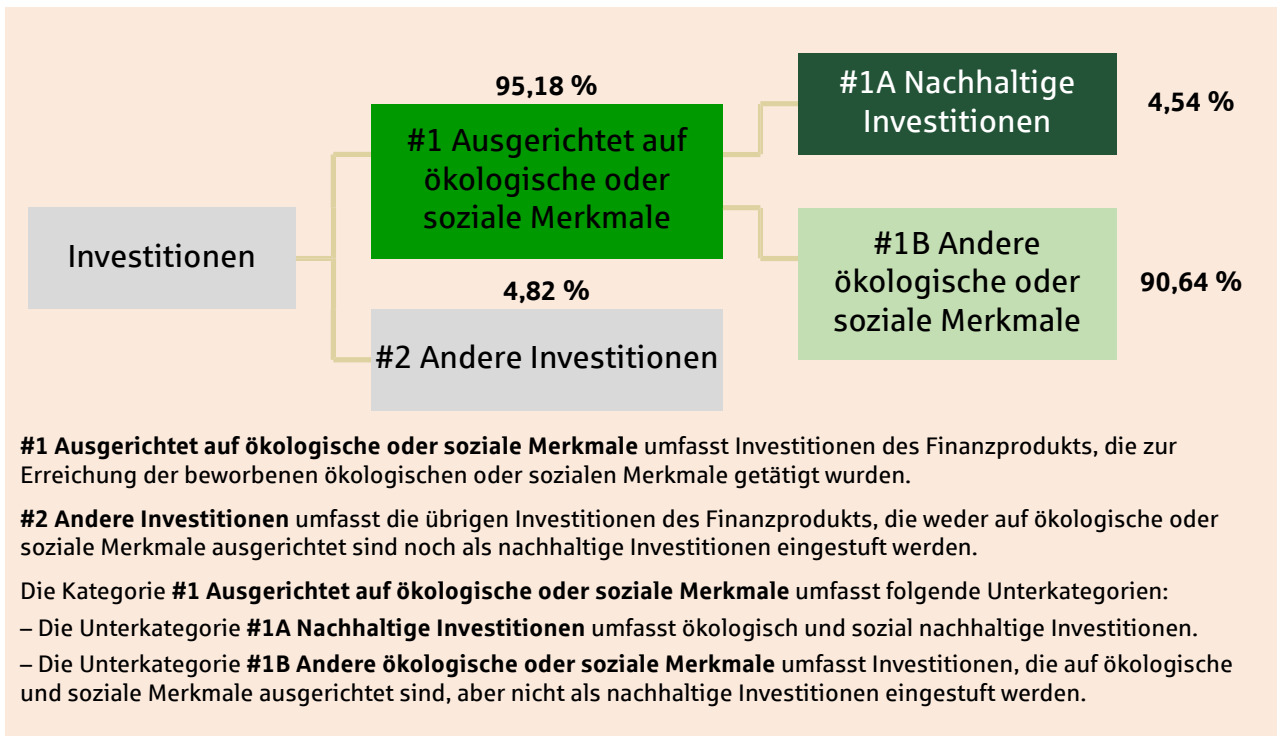 95,18 %
#1 Ausgerichtet auf
ökologische oder
soziale Merkmale
#1A Nachhaltige
Investitionen
4,54 %
Investitionen
#1B Andere
ökologische oder
soziale Merkmale
90,64 %
4,82 %
#2 Andere Investitionen
#1 Ausgerichtet auf ökologische oder soziale Merkmale umfasst Investitionen des Finanzprodukts, die zur
Erreichung der beworbenen ökologischen oder sozialen Merkmale getätigt wurden.
#2 Andere Investitionen umfasst die übrigen Investitionen des Finanzprodukts, die weder auf ökologische oder
soziale Merkmale ausgerichtet sind noch als nachhaltige Investitionen eingestuft werden.
Die Kategorie #1 Ausgerichtet auf ökologische oder soziale Merkmale umfasst folgende Unterkategorien:
– Die Unterkategorie #1A Nachhaltige Investitionen umfasst ökologisch und sozial nachhaltige Investitionen.
– Die Unterkategorie #1B Andere ökologische oder soziale Merkmale umfasst Investitionen, die auf ökologische
und soziale Merkmale ausgerichtet sind, aber nicht als nachhaltige Investitionen eingestuft werden.